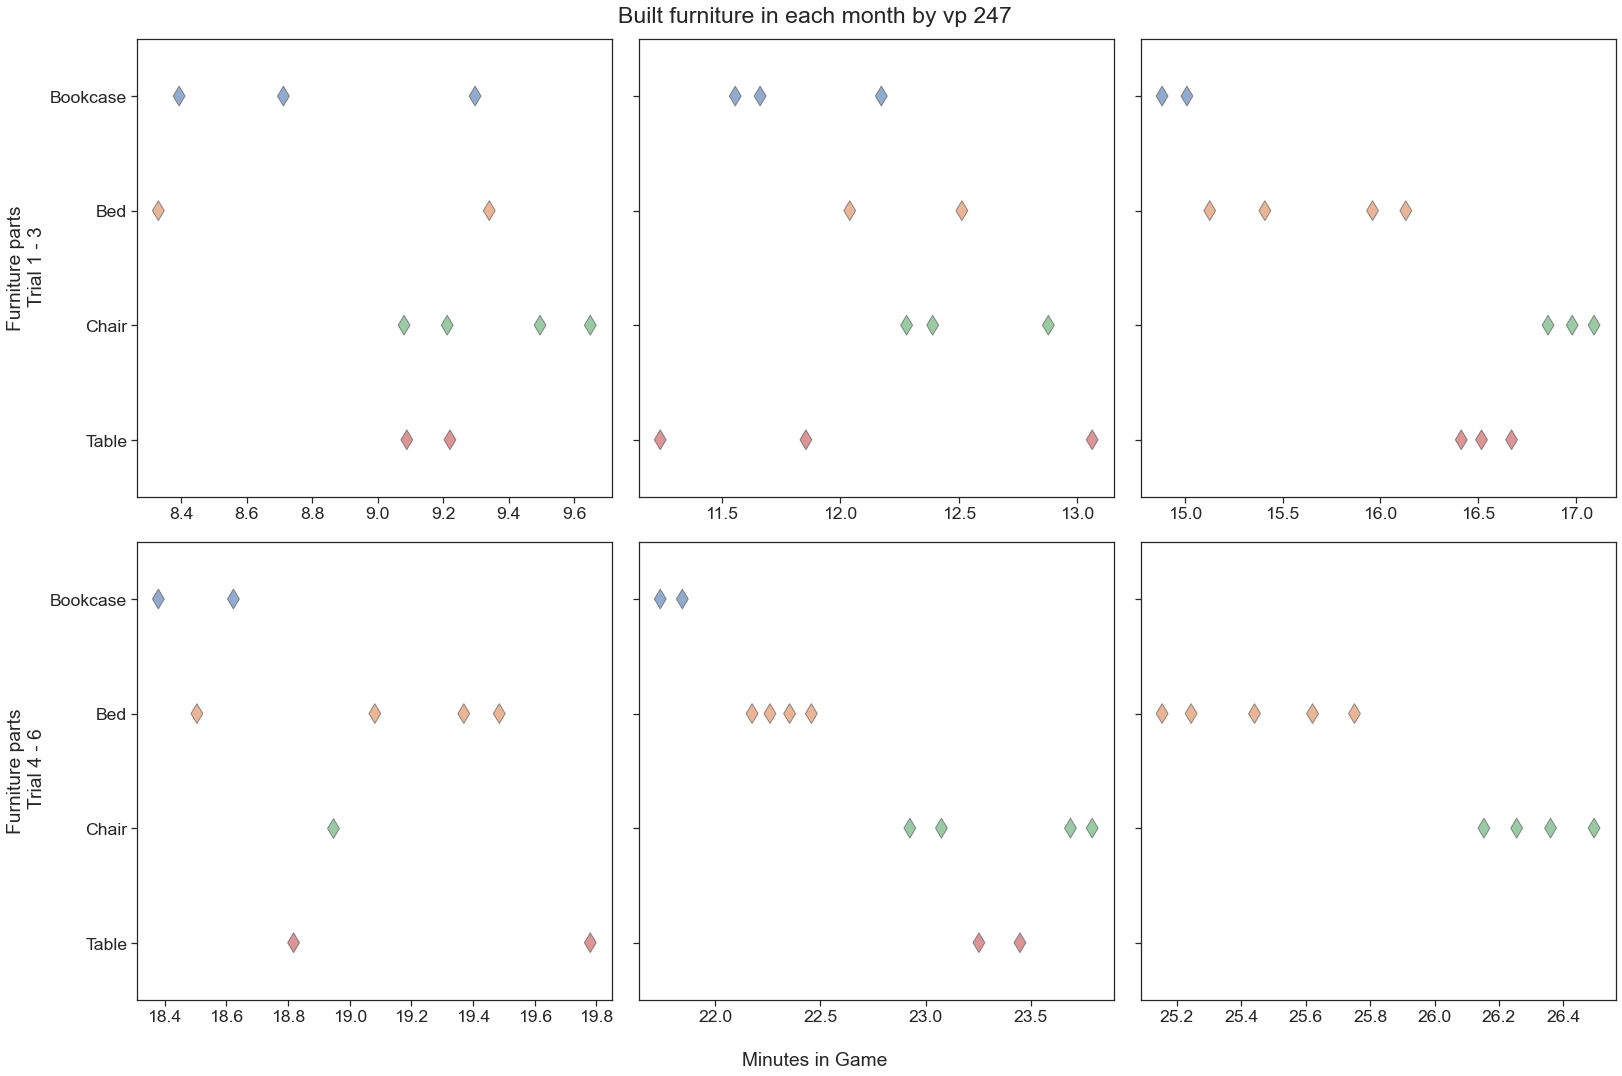 Built furniture in each month by vp 247
Furniture parts
Trial 1 - 3
Bookcase
Bed
Chair
Table
8.4 8.6 8.8 9.0 9.2 9.4 9.6
11.5 12.0 12.5 13.0
15.0 15.5 16.0 16.5 17.0
Furniture parts
Trial 4 - 6
Bookcase
Bed
Chair
Table
18.4 18.6 18.8 19.0 19.2 19.4 19.6 19.8
22.0 22.5 23.0 23.5
25.2 25.4 25.6 25.8 26.0 26.2 26.4
Minutes in Game